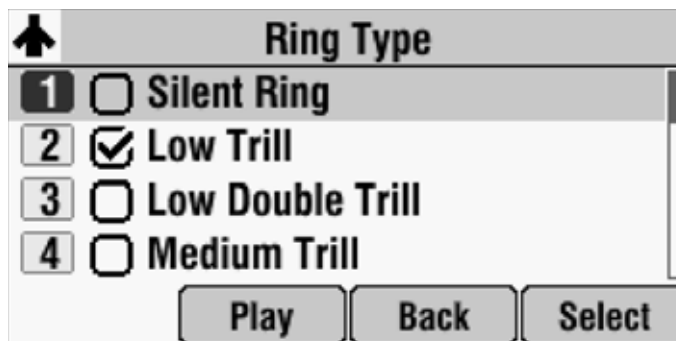 Ring Type
1 Silent Ring
2 Low Trill
3 Low Double Trill
4 Medium Trill
Play Back Select